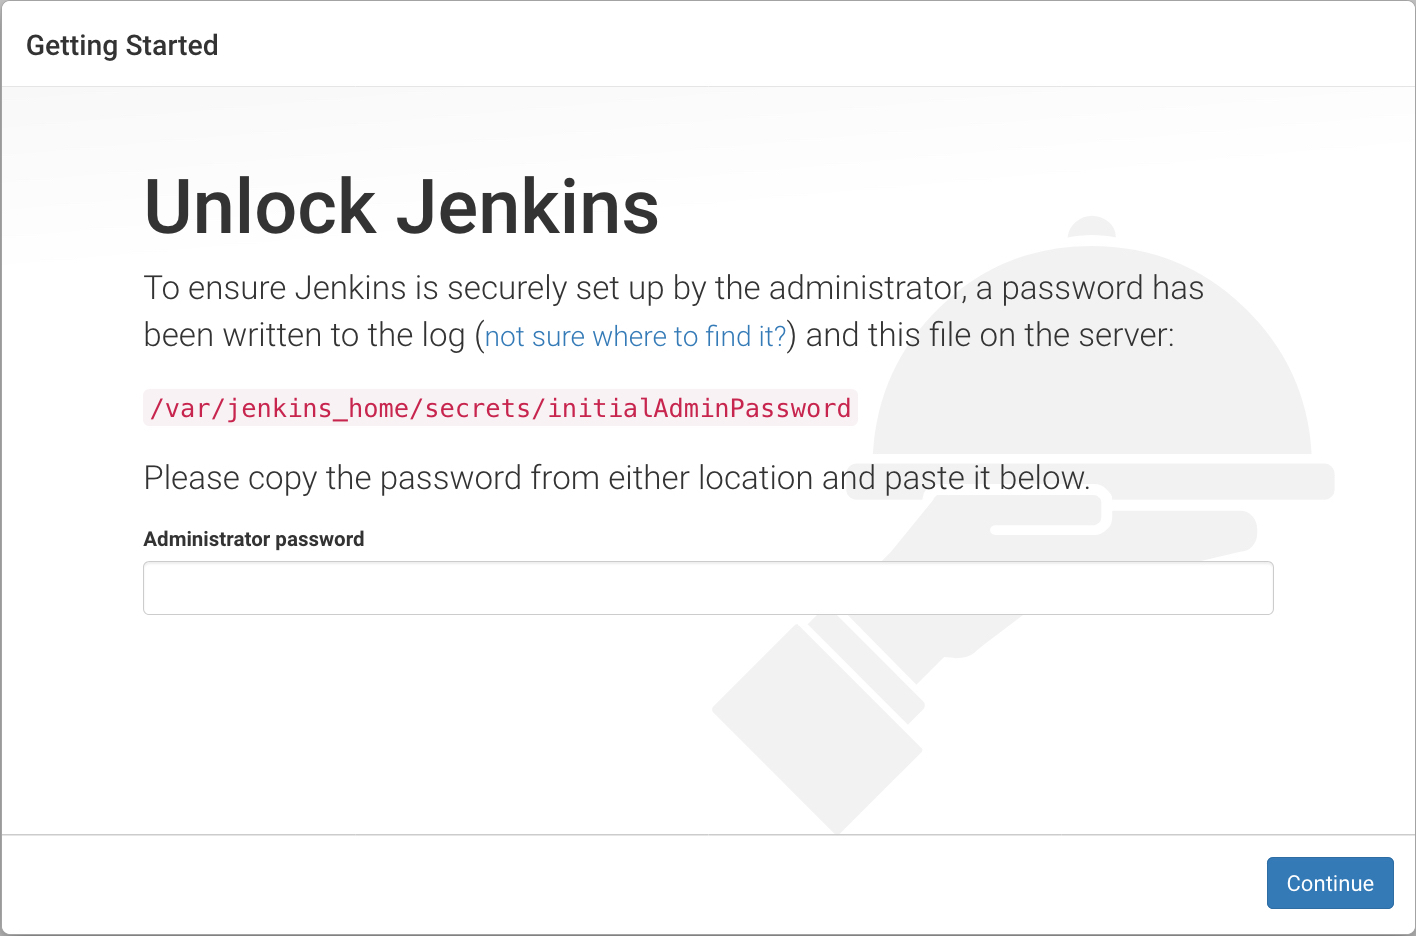 Getting Started
Unlock Jenkins
To ensure Jenkins is securely set up by the administrator, a password has
been written to the log (not sure where to find it?) and this file on the server:
/var/jenkins_home/secrets/initialAdminPassword
Please copy the password from either location and paste it below.
Administrator password
Continue